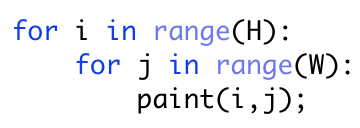 for i in range(H):
    for j in range(W):
        paint(i,j);